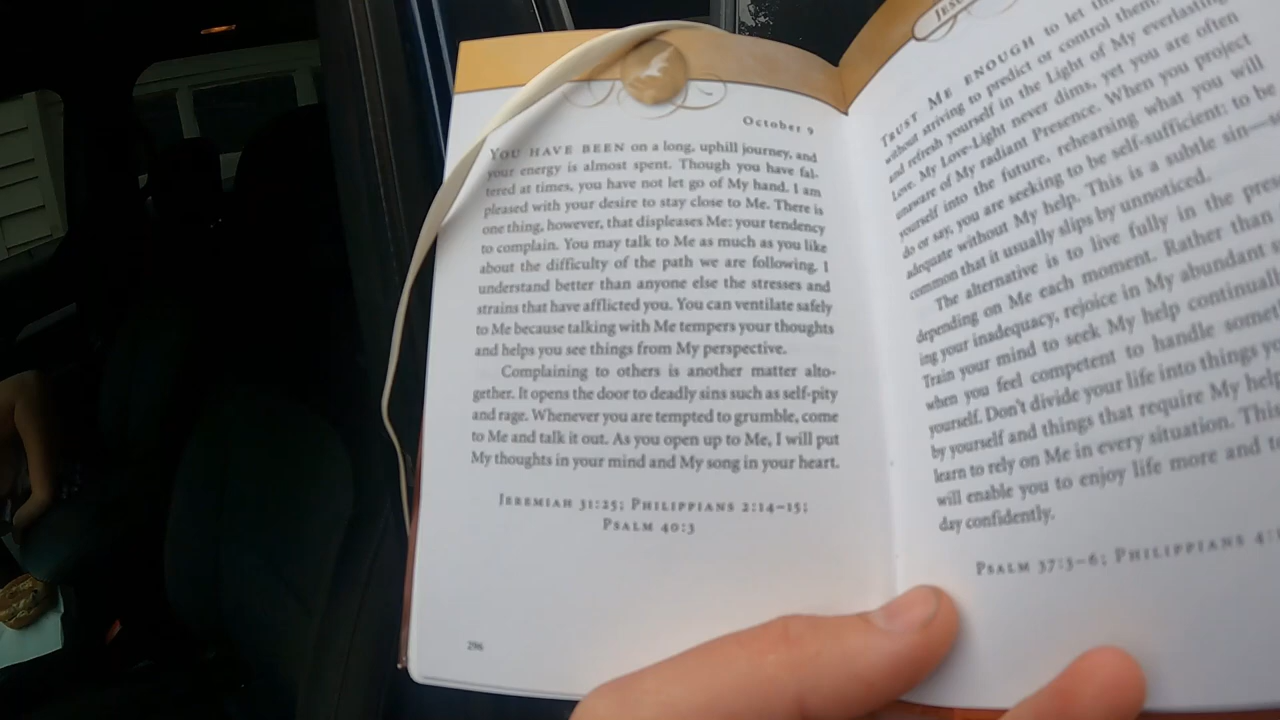 October 9
YOU HAVE BEEN on a long, uphill journey, and
your energy is almost spent. Though you have fal-
tered at times, you have not let go of My hand. I am
pleased with your desire to stay close to Me. There is
one thing, however, that displeases Me: your tendency
to complain. You may talk to Me as much as you like
about the difficulty of the path we are following. I
understand better than anyone else the stresses and
strains that have afflicted you. You can ventilate safely
to Me because talking with Me tempers your thoughts
and helps you see things from My perspective.
Complaining to others is another matter alto-
gether. It opens the door to deadly sins such as self-pity
and rage. Whenever you are tempted to grumble, come
to Me and talk it out. As you open up to Me, I will put
My thoughts in your mind and My song in your heart.
JEREMIAH 31:25; PHILIPPIANS 2:14–15;
PSALM 40:3
296
TRUST ME ENOUGH to let
without striving to predict or control them.
and refresh yourself in the Light of My everlasting
Love. My Love-Light never dims, yet you are often
unaware of My radiant Presence. When you project
yourself into the future, rehearsing what you will
do or say, you are seeking to be self-sufficient: to be
adequate without My help. This is a subtle sin—
common that it usually slips by unnoticed.
The alternative is to live fully in the
depending on Me each moment. Rather than
ing your inadequacy, rejoice in My abundant
Train your mind to seek My help
when you feel competent to handle
yourself. Don't divide your life into things
by yourself and things that require My help
learn to rely on Me in every situation. This
will enable you to enjoy life more and
day confidently.
PSALM 37:3–6; PHILIPPIANS